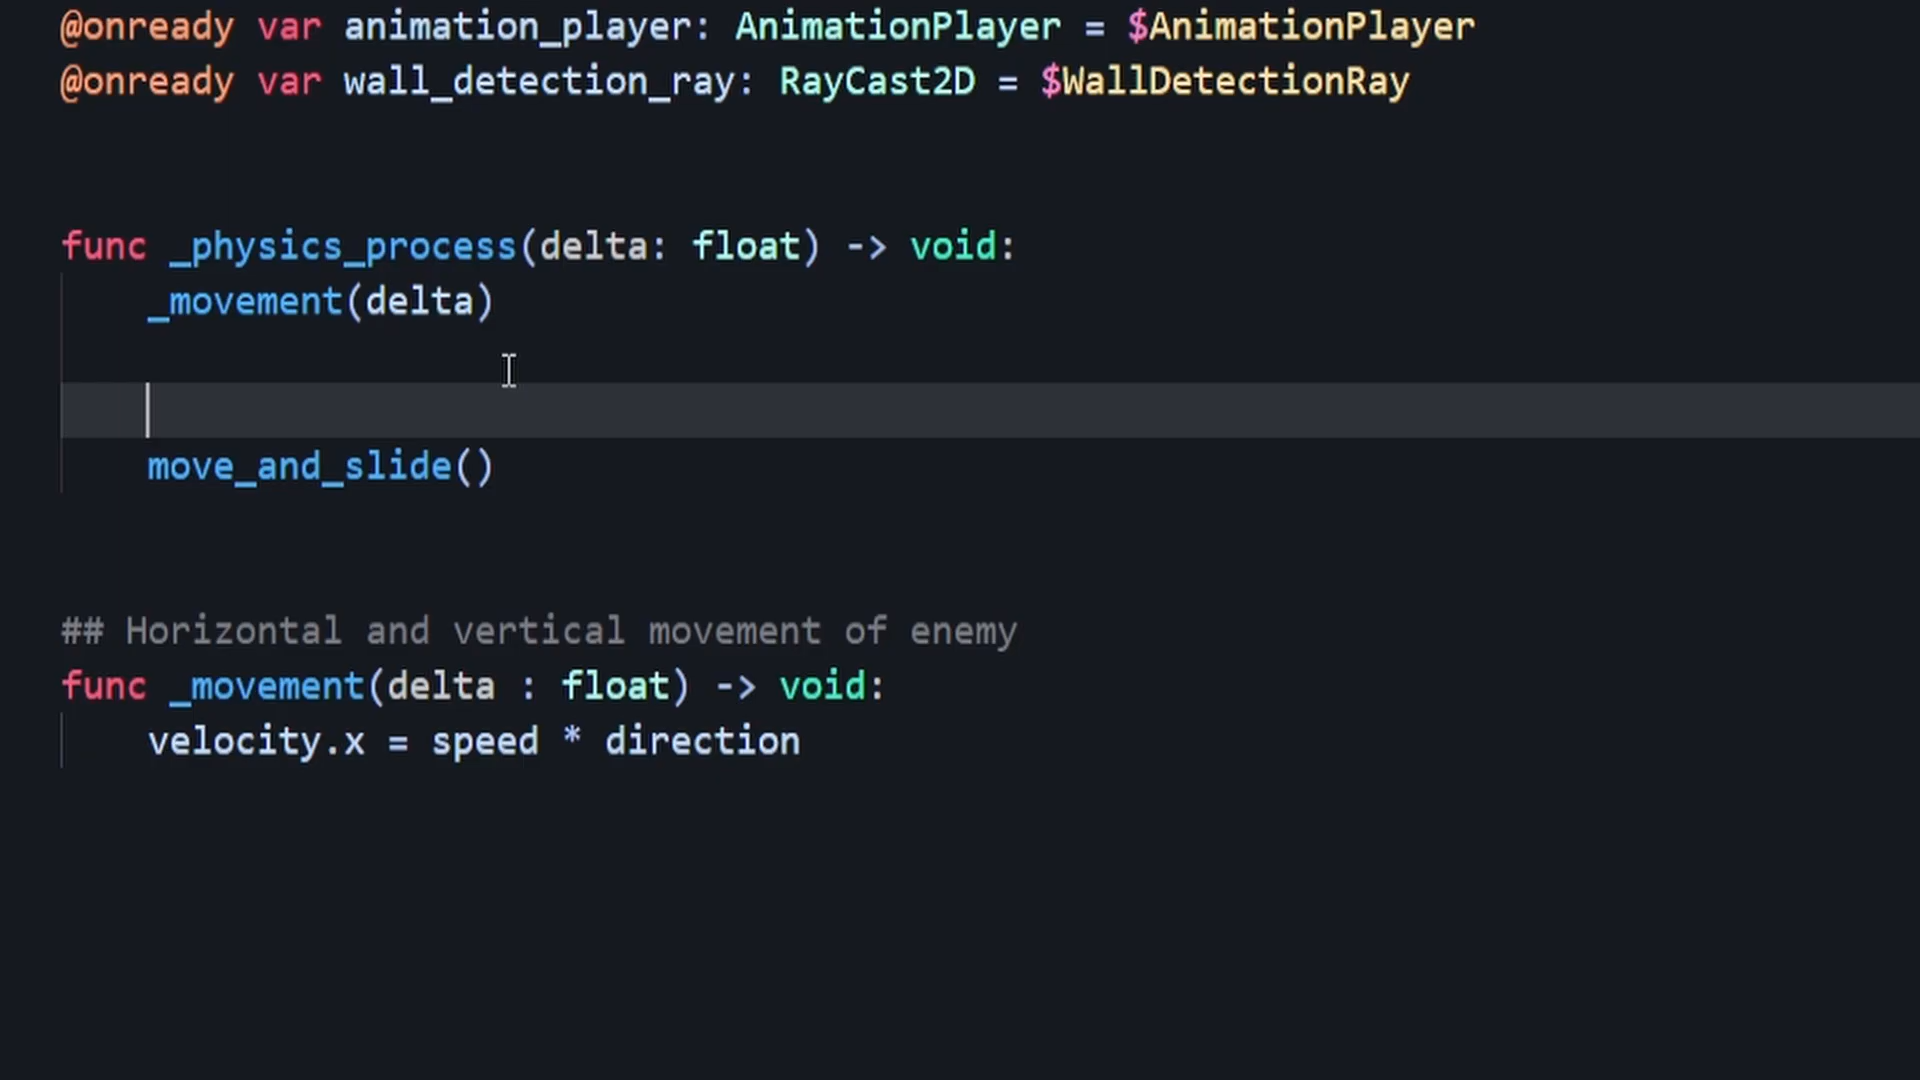 @onready var animation_player: AnimationPlayer = $AnimationPlayer
@onready var wall_detection_ray: RayCast2D = $WallDetectionRay
func _physics_process(delta: float) -> void:
_movement(delta)
move_and_slide()
## Horizontal and vertical movement of enemy
func _movement(delta : float) -> void:
velocity.x = speed * direction